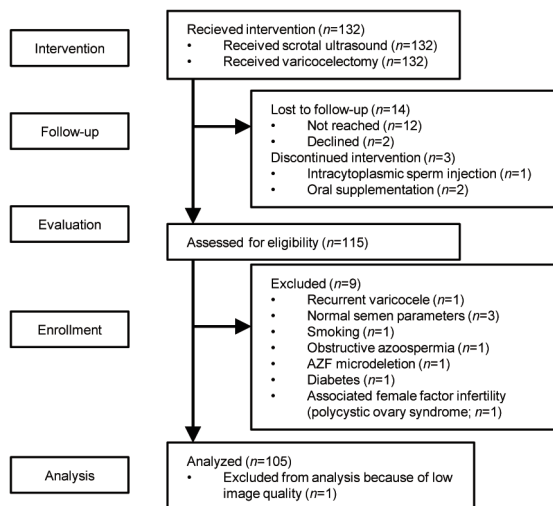 Intervention
Recieved intervention (n=132)
• Received scrotal ultrasound (n=132)
• Received varicocelectomy (n=132)
Follow-up
Lost to follow-up (n=14)
• Not reached (n=12)
• Declined (n=2)
Discontinued intervention (n=3)
• Intracytoplasmic sperm injection (n=1)
• Oral supplementation (n=2)
Evaluation
Assessed for eligibility (n=115)
Enrollment
Excluded (n=9)
• Recurrent varicocele (n=1)
• Normal semen parameters (n=3)
• Smoking (n=1)
• Obstructive azoospermia (n=1)
• AZF microdeletion (n=1)
• Diabetes (n=1)
• Associated female factor infertility
(polycystic ovary syndrome; n=1)
Analysis
Analyzed (n=105)
• Excluded from analysis because of low
image quality (n=1)